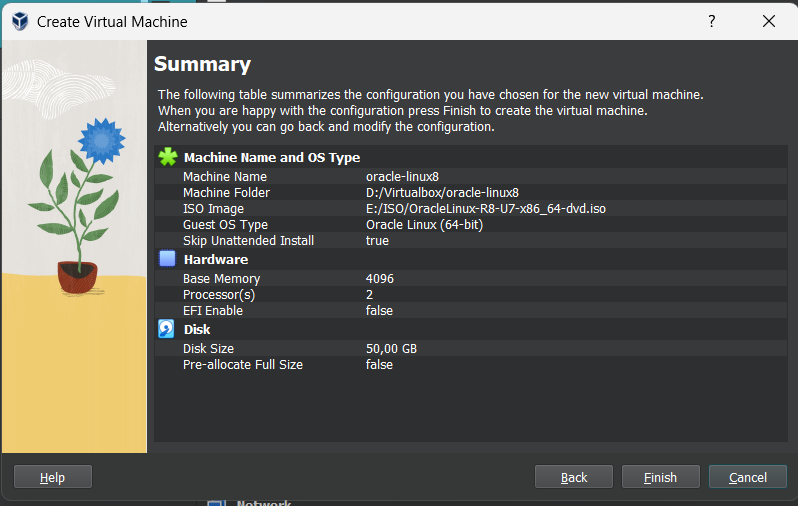 Create Virtual Machine
?
Summary
The following table summarizes the configuration you have chosen for the new virtual machine.
When you are happy with the configuration press Finish to create the virtual machine.
Alternatively you can go back and modify the configuration.
Machine Name and OS Type
Machine Name oracle-linux8
Machine Folder D:/Virtualbox/oracle-linux8
ISO Image E:/ISO/OracleLinux-R8-U7-x86_64-dvd.iso
Guest OS Type Oracle Linux (64-bit)
Skip Unattended Install true
Hardware
Base Memory 4096
Processor(s) 2
EFI Enable false
Disk
Disk Size 50,00 GB
Pre-allocate Full Size false
Help Back Finish Cancel
Network